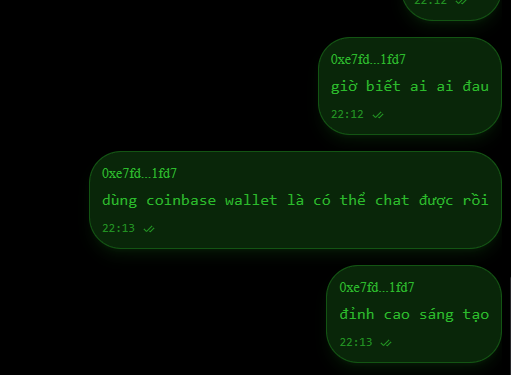 22:12
0xe7fd...1fd7
giờ biết ai ai đau
22:12
0xe7fd...1fd7
dùng coinbase wallet là có thể chat được rồi
22:13
0xe7fd...1fd7
đỉnh cao sáng tạo
22:13